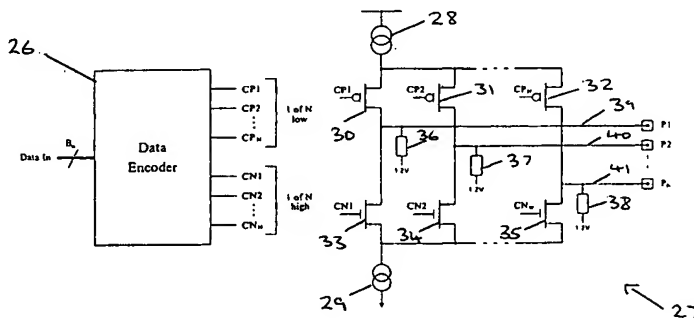 26
28
CP1
CP2
CPN
1 of N
low
CN1
CN2
CNN
1 of N
high
Data In
Bn
Data
Encoder
CP1
CP2
CPN
30
31
32
39
P1
36
40
P2
37
41
PN
38
1.2V
1.2V
1.2V
CN1
CN2
CNN
33
34
35
29
27